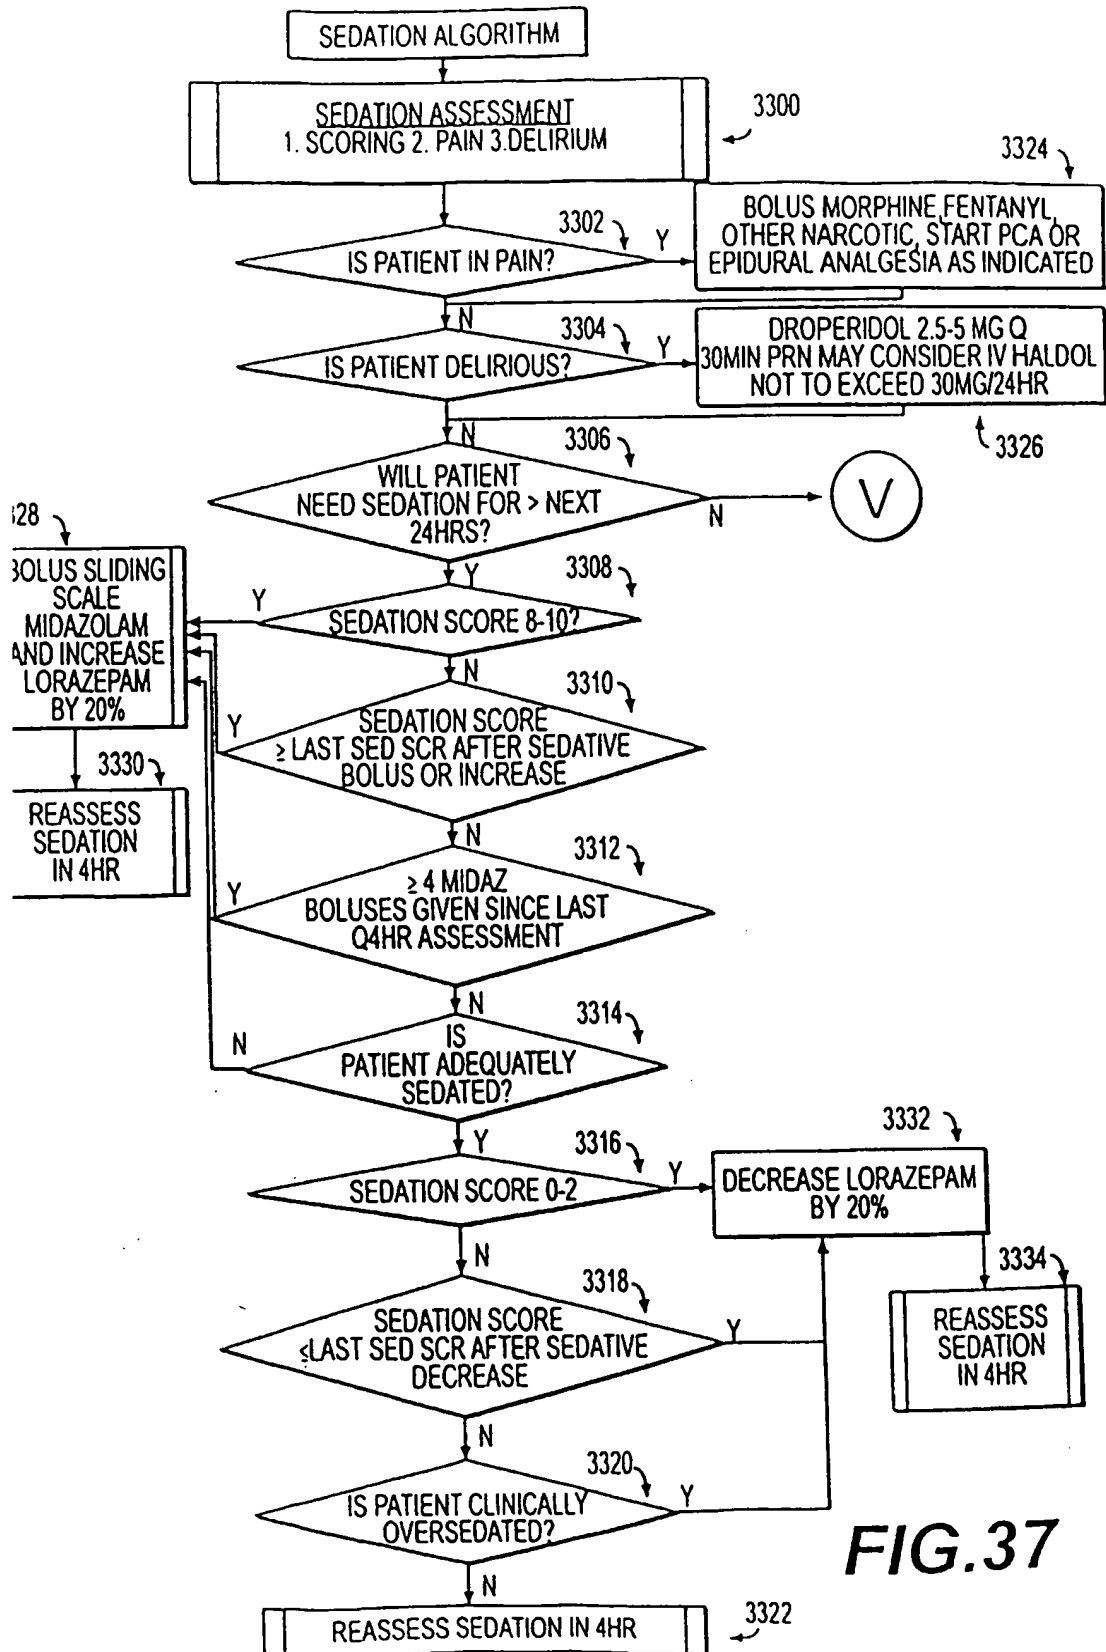 SEDATION ALGORITHM
SEDATION ASSESSMENT
1. SCORING 2. PAIN 3.DELIRIUM
3300
3324
BOLUS MORPHINE,FENTANYL,
OTHER NARCOTIC, START PCA OR
EPIDURAL ANALGESIA AS INDICATED
3302
Y
IS PATIENT IN PAIN?
N
3304
Y
IS PATIENT DELIRIOUS?
DROPERIDOL 2.5-5 MG Q
30MIN PRN MAY CONSIDER IV HALDOL
NOT TO EXCEED 30MG/24HR
3326
N
3306
WILL PATIENT
NEED SEDATION FOR > NEXT
24HRS?
N
V
328
BOLUS SLIDING
SCALE
MIDAZOLAM
AND INCREASE
LORAZEPAM
BY 20%
Y
3308
Y
SEDATION SCORE 8-10?
N
3310
Y
SEDATION SCORE
≥ LAST SED SCR AFTER SEDATIVE
BOLUS OR INCREASE
3330
REASSESS
SEDATION
IN 4HR
N
3312
Y
≥ 4 MIDAZ
BOLUSES GIVEN SINCE LAST
Q4HR ASSESSMENT
N
3314
N
IS
PATIENT ADEQUATELY
SEDATED?
Y
3316
Y
SEDATION SCORE 0-2
3332
DECREASE LORAZEPAM
BY 20%
N
3318
Y
SEDATION SCORE
≤LAST SED SCR AFTER SEDATIVE
DECREASE
3334
REASSESS
SEDATION
IN 4HR
N
3320
Y
IS PATIENT CLINICALLY
OVERSEDATED?
N
FIG.37
REASSESS SEDATION IN 4HR
3322